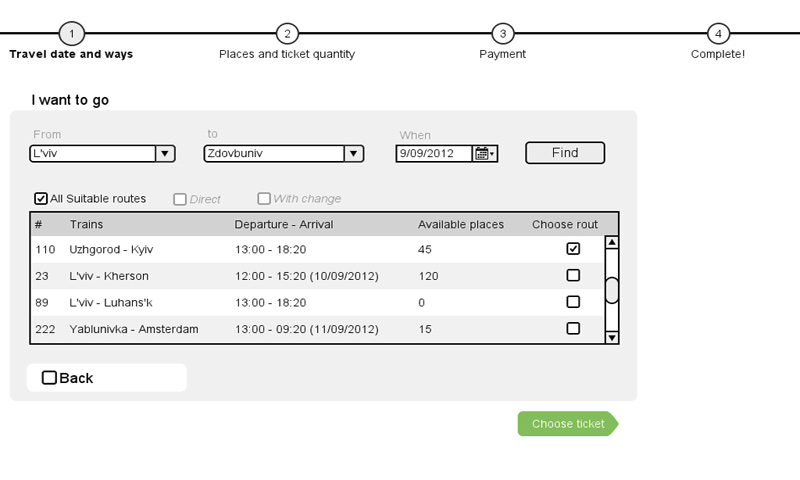 1 2 3 4
Travel date and ways Places and ticket quantity Payment Complete!
I want to go
From to When
L'viv Zdovbuniv 9/09/2012 Find
All Suitable routes Direct With change
# Trains Departure - Arrival Available places Choose rout
110 Uzhgorod - Kyiv 13:00 - 18:20 45
23 L'viv - Kherson 12:00 - 15:20 (10/09/2012) 120
89 L'viv - Luhans'k 13:00 - 18:20 0
222 Yablunivka - Amsterdam 13:00 - 09:20 (11/09/2012) 15
Back
Choose ticket